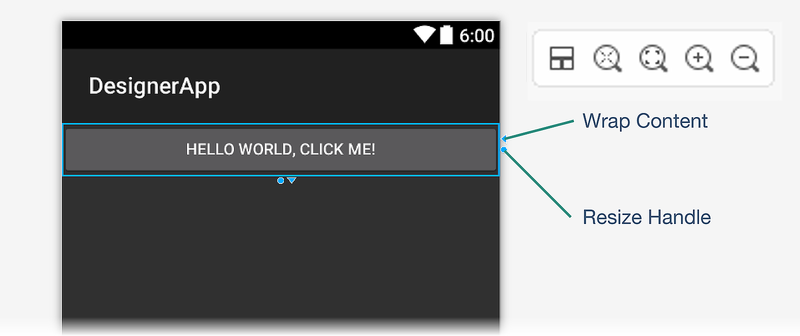 6:00
DesignerApp
HELLO WORLD, CLICK ME!
Wrap Content
Resize Handle